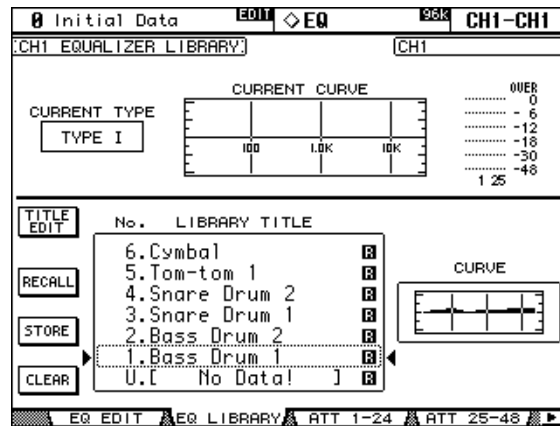 0 Initial Data EDIT ◇EQ 96K CH1-CH1
CH1 EQUALIZER LIBRARY CH1
CURRENT CURVE
CURRENT TYPE
TYPE I
100 1.0K 10K
OVER
0
- 6
-12
-18
-30
-48
1 25
TITLE EDIT
No. LIBRARY TITLE
6.Cymbal R
5.Tom-tom 1 R
4.Snare Drum 2 R
3.Snare Drum 1 R
2.Bass Drum 2 R
1.Bass Drum 1 R
U.[ No Data! ] R
RECALL
STORE
CLEAR
CURVE
EQ EDIT EQ LIBRARY ATT 1-24 ATT 25-48